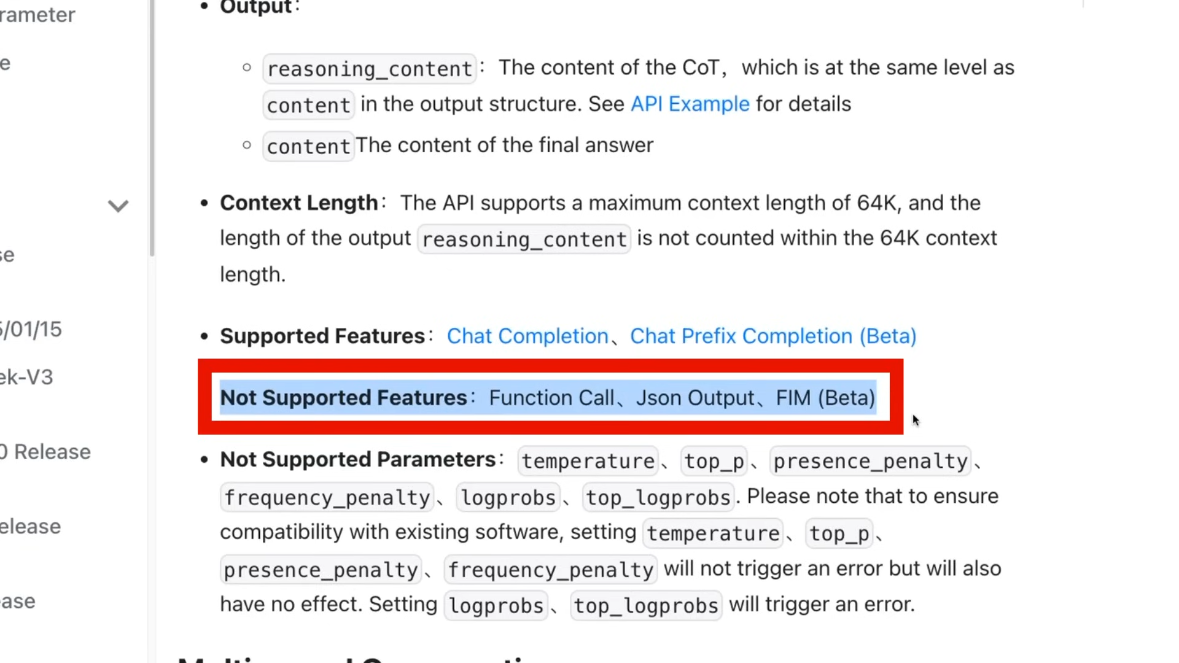 rameter
e
se
5/01/15
ek-V3
0 Release
elease
ase
Output:
reasoning_content: The content of the CoT, which is at the same level as
content in the output structure. See API Example for details
content The content of the final answer
Context Length: The API supports a maximum context length of 64K, and the
length of the output reasoning_content is not counted within the 64K context
length.
Supported Features: Chat Completion、Chat Prefix Completion (Beta)
Not Supported Features: Function Call、Json Output、FIM (Beta)
Not Supported Parameters: temperature、top_p、presence_penalty、
frequency_penalty、logprobs、top_logprobs. Please note that to ensure
compatibility with existing software, setting temperature、top_p、
presence_penalty、frequency_penalty will not trigger an error but will also
have no effect. Setting logprobs、top_logprobs will trigger an error.